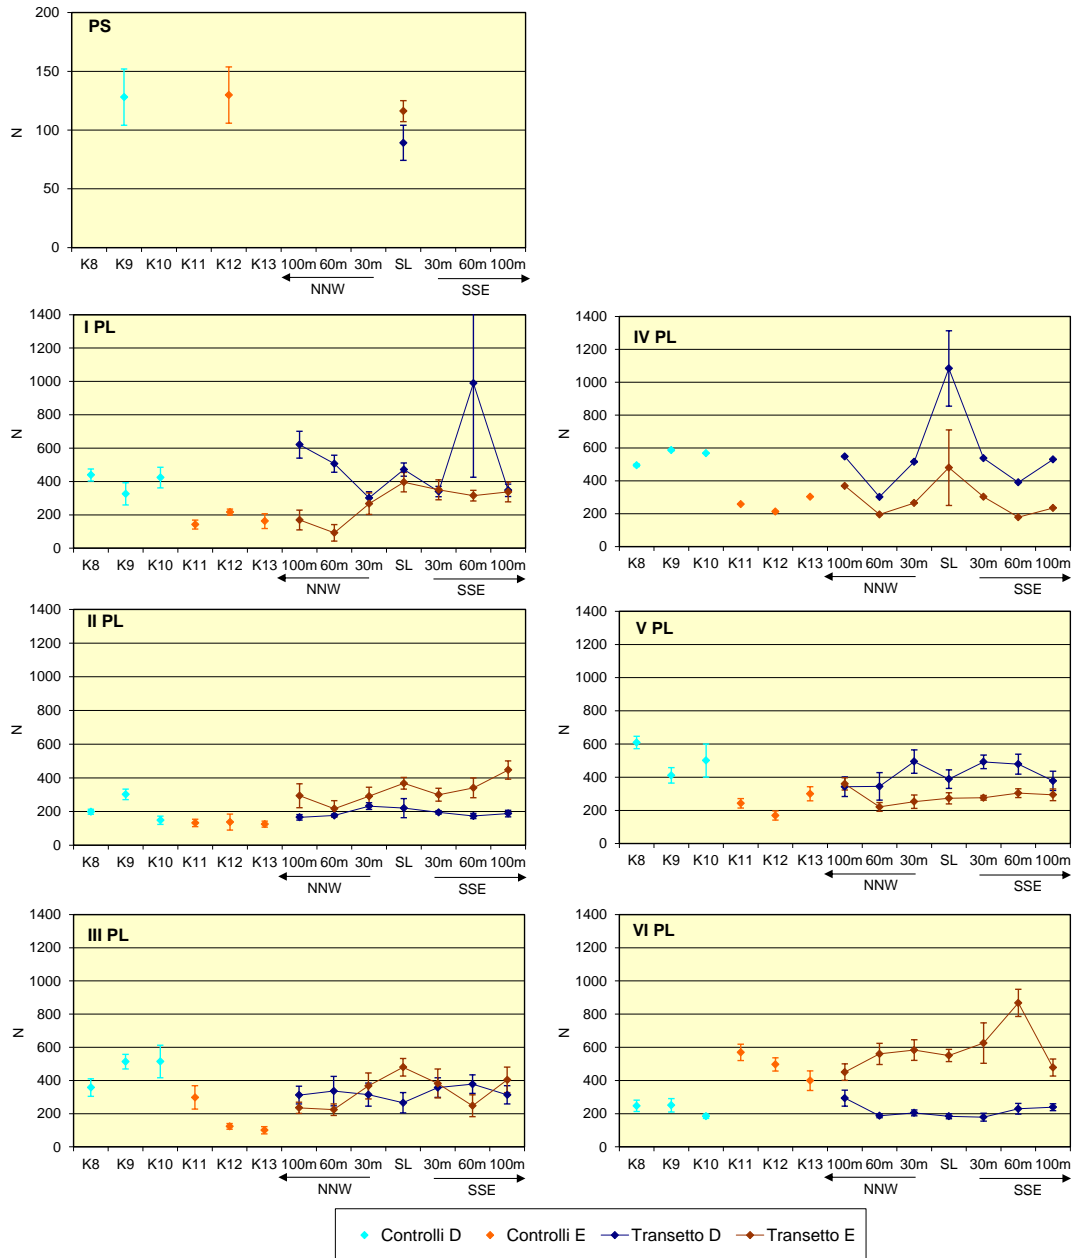 PS
200
150
100
50
0
N
K8 K9 K10 K11 K12 K13 100m 60m 30m SL 30m 60m 100m
NNW SSE
I PL
1400
1200
1000
800
600
400
200
0
N
K8 K9 K10 K11 K12 K13 100m 60m 30m SL 30m 60m 100m
NNW SSE
IV PL
1400
1200
1000
800
600
400
200
0
N
K8 K9 K10 K11 K12 K13 100m 60m 30m SL 30m 60m 100m
NNW SSE
II PL
1400
1200
1000
800
600
400
200
0
N
K8 K9 K10 K11 K12 K13 100m 60m 30m SL 30m 60m 100m
NNW SSE
V PL
1400
1200
1000
800
600
400
200
0
N
K8 K9 K10 K11 K12 K13 100m 60m 30m SL 30m 60m 100m
NNW SSE
III PL
1400
1200
1000
800
600
400
200
0
N
K8 K9 K10 K11 K12 K13 100m 60m 30m SL 30m 60m 100m
NNW SSE
VI PL
1400
1200
1000
800
600
400
200
0
N
K8 K9 K10 K11 K12 K13 100m 60m 30m SL 30m 60m 100m
NNW SSE
Controlli D Controlli E Transetto D Transetto E